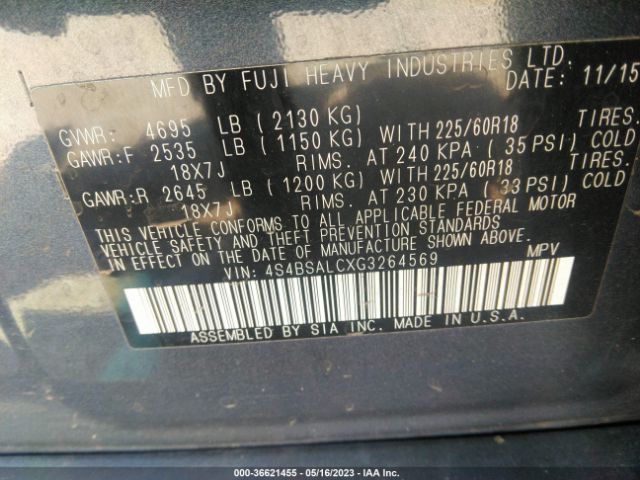 MFD BY FUJI HEAVY INDUSTRIES LTD.
DATE: 11/15
GVWR: 4695 LB (2130 KG)
GAWR:F 2535 LB (1150 KG) WITH 225/60R18 TIRES.
18X7J RIMS. AT 240 KPA (35 PSI) COLD
GAWR:R 2645 LB (1200 KG) WITH 225/60R18 TIRES.
18X7J RIMS. AT 230 KPA (33 PSI) COLD
THIS VEHICLE CONFORMS TO ALL APPLICABLE FEDERAL MOTOR
VEHICLE SAFETY AND THEFT PREVENTION STANDARDS
IN EFFECT ON THE DATE OF MANUFACTURE SHOWN ABOVE.
VIN: 4S4BSALCXG3264569 MPV
ASSEMBLED BY SIA INC. MADE IN U.S.A.
000-36621455 - 05/16/2023 - IAA Inc.